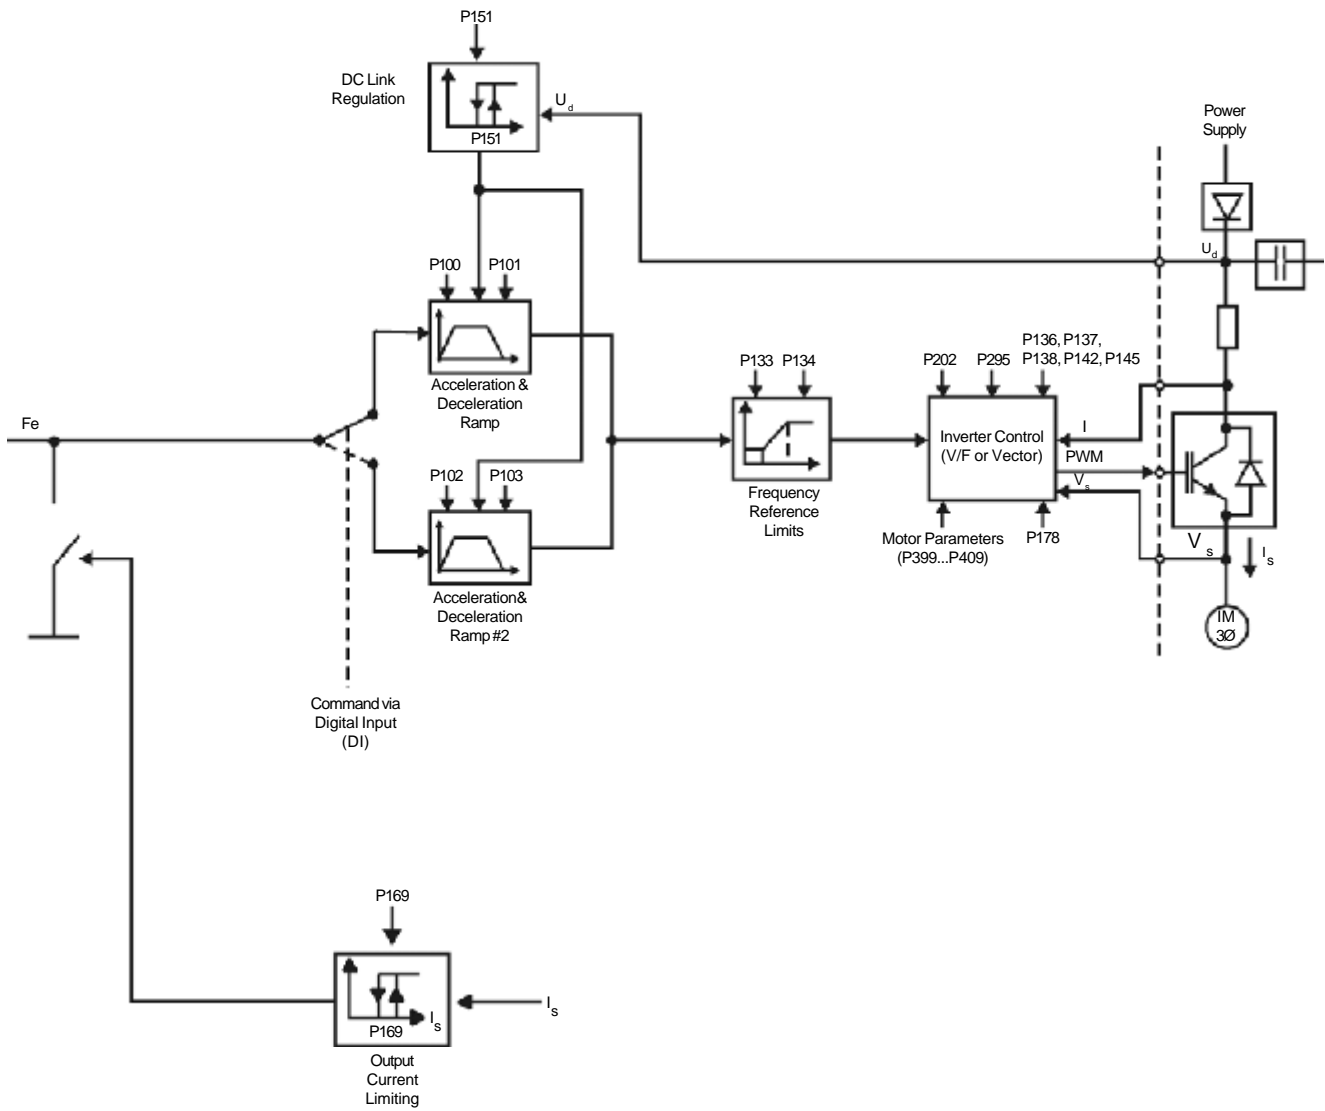 P151
DC Link
Regulation
P151
U d
Power
Supply
U d
P100
P101
Acceleration &
Deceleration
Ramp
Fe
P102
P103
Acceleration&
Deceleration
Ramp #2
Command via
Digital Input
(DI)
P133
P134
Frequency
Reference
Limits
P202
P295
P136, P137,
P138, P142, P145
Inverter Control
(V/F or Vector)
I
PWM
V s
Motor Parameters
(P399...P409)
P178
V s
I s
IM
3Ø
P169
P169
I s
I s
Output
Current
Limiting